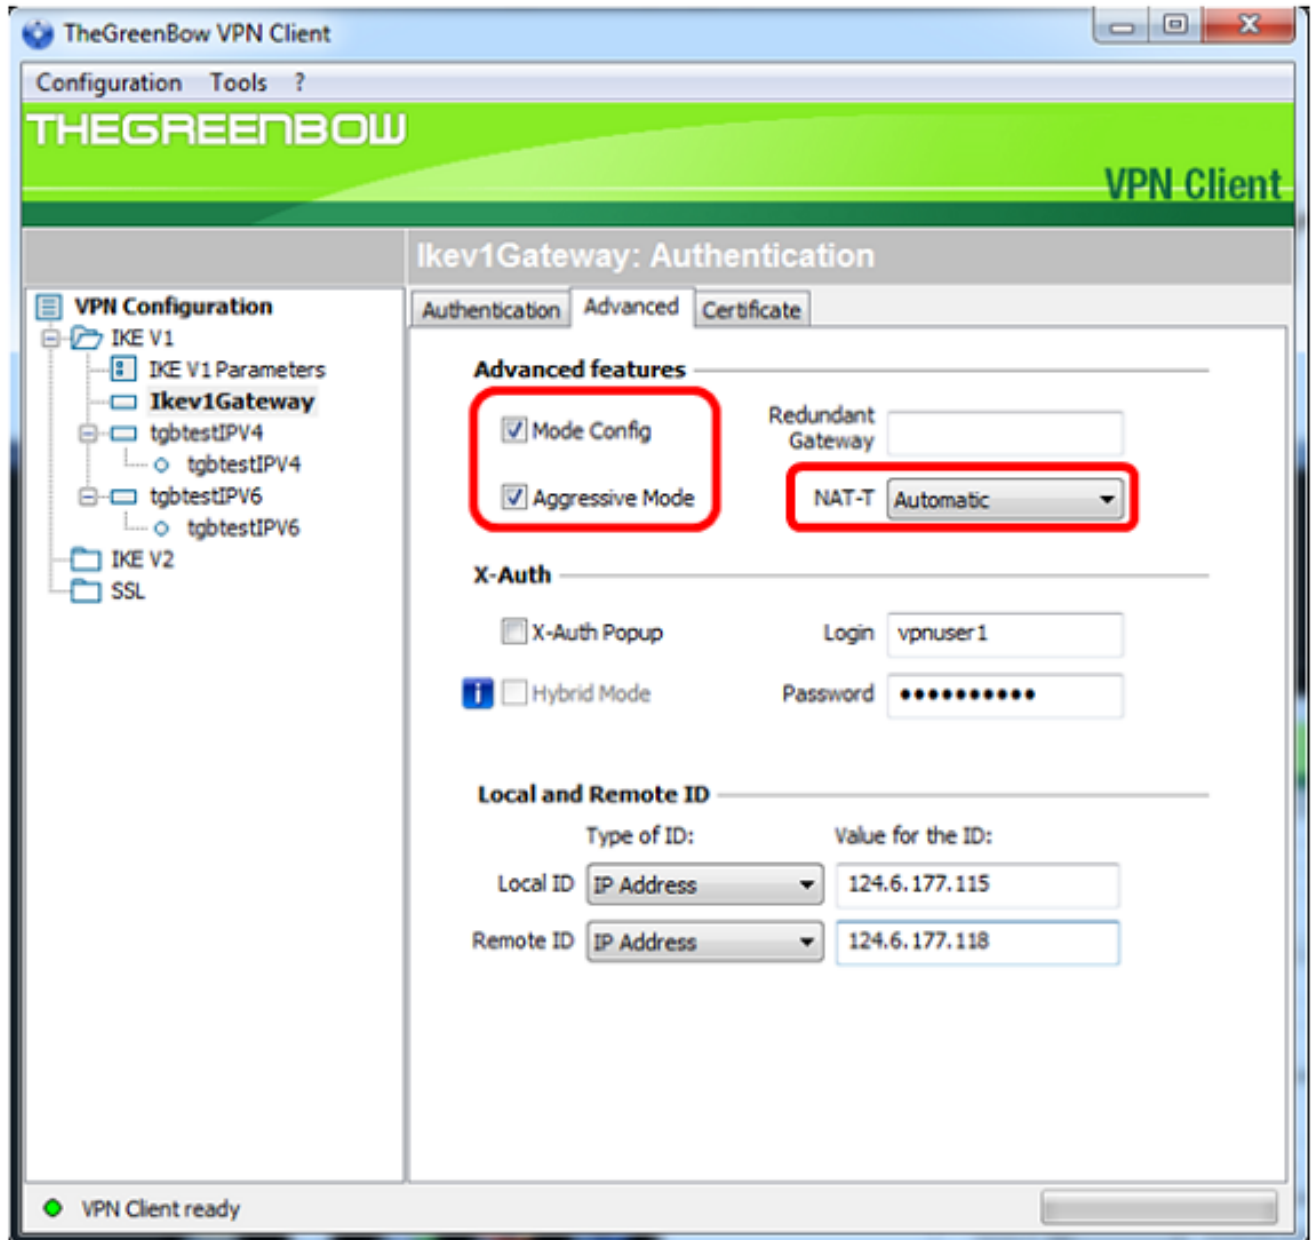 TheGreenBow VPN Client
Configuration Tools ?
THEGREENBOW
VPN Client
Ikev1Gateway: Authentication
VPN Configuration
IKE V1
IKE V1 Parameters
Ikev1Gateway
tgbtestIPV4
tgbtestIPV4
tgbtestIPV6
tgbtestIPV6
IKE V2
SSL
Authentication Advanced Certificate
Advanced features
Mode Config
Redundant
Gateway
Aggressive Mode
NAT-T Automatic
X-Auth
X-Auth Popup
Login vpnuser1
Hybrid Mode
Password ●●●●●●●●●●
Local and Remote ID
Type of ID: Value for the ID:
Local ID IP Address 124.6.177.115
Remote ID IP Address 124.6.177.118
VPN Client ready